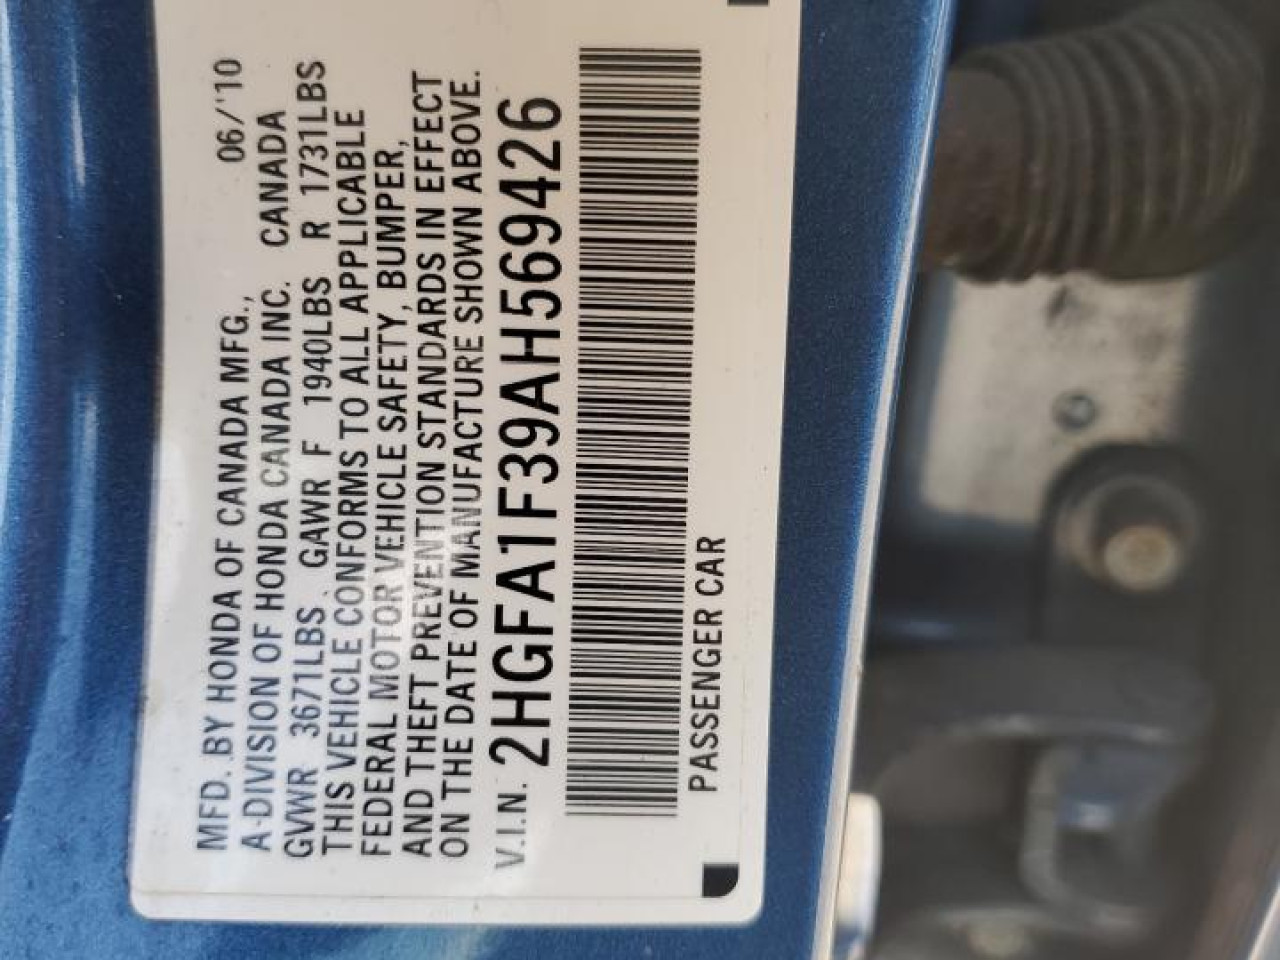 MFD. BY HONDA OF CANADA MFG., 06/'10
A DIVISION OF HONDA CANADA INC. CANADA
GVWR 3671LBS GAWR F 1940LBS R 1731LBS
THIS VEHICLE CONFORMS TO ALL APPLICABLE
FEDERAL MOTOR VEHICLE SAFETY, BUMPER,
AND THEFT PREVENTION STANDARDS IN EFFECT
ON THE DATE OF MANUFACTURE SHOWN ABOVE.
V.I.N. 2HGFA1F39AH569426
PASSENGER CAR